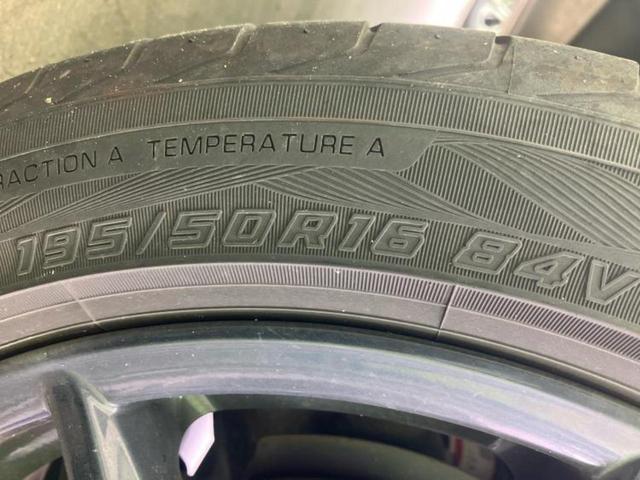 RACTION A TEMPERATURE A
195/50R16 84V